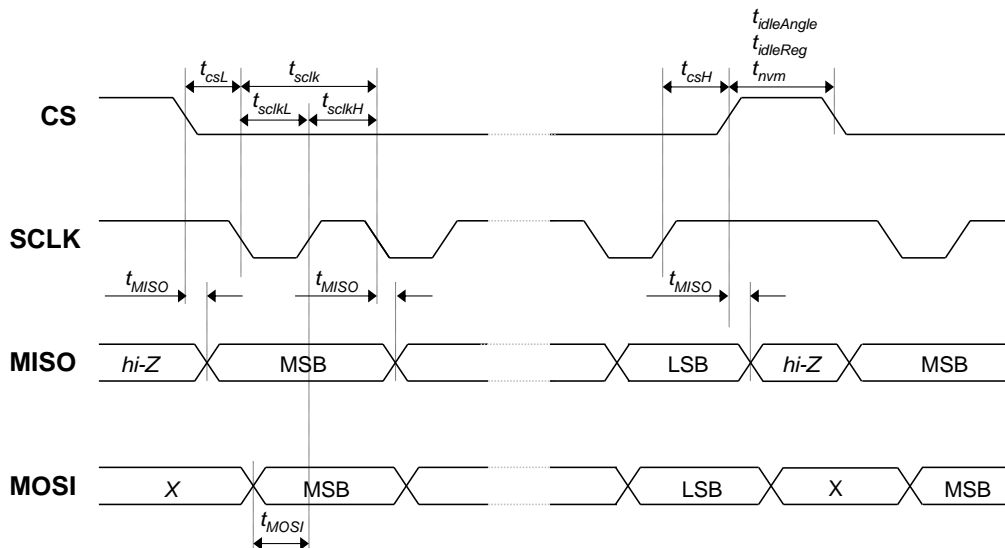 t_idleAngle
t_idleReg
t_nvm
t_csL
t_sclk
t_csH
t_sclkL
t_sclkH
CS
SCLK
t_MISO
t_MISO
t_MISO
MISO
hi-Z
MSB
LSB
hi-Z
MSB
MOSI
X
MSB
LSB
X
MSB
t_MOSI